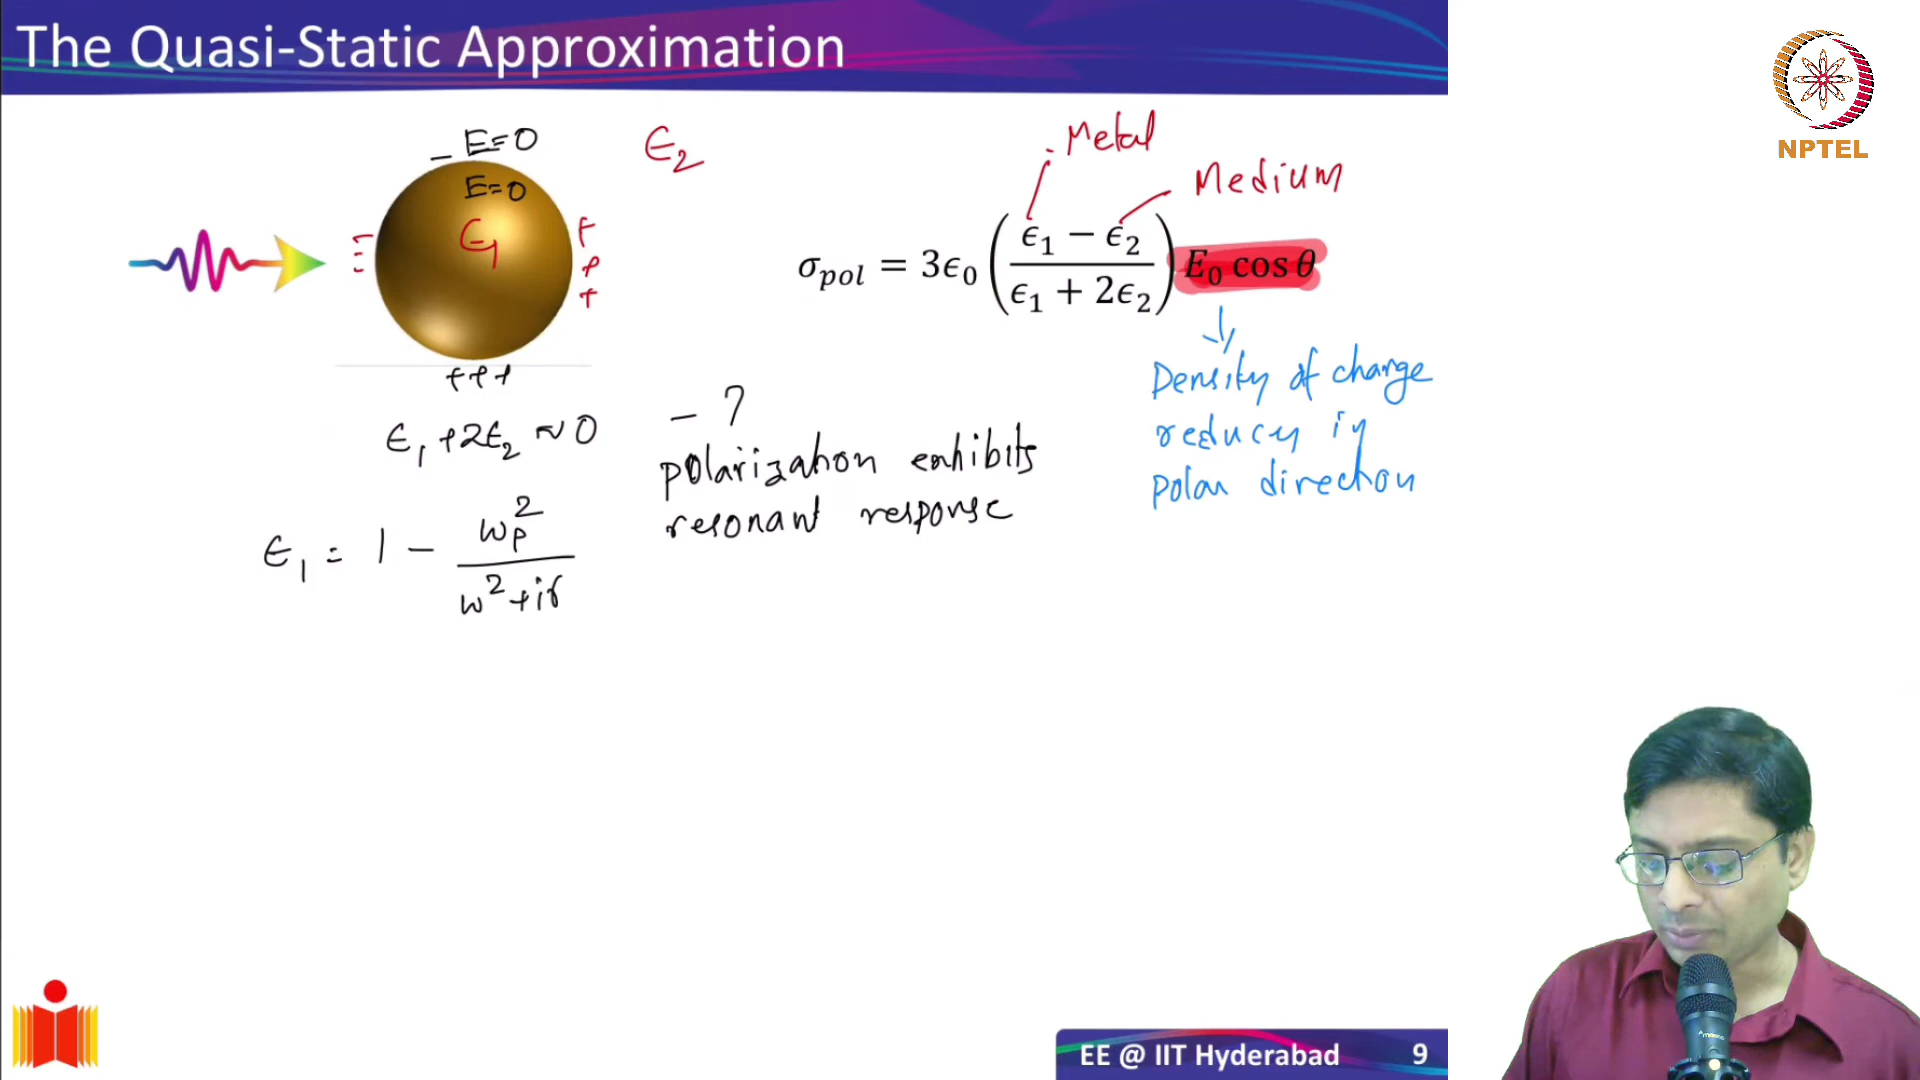 The Quasi-Static Approximation
NPTEL
– E=0
E=0
ϵ₁
ϵ₂
Metal
Medium
σ_pol = 3ϵ₀ ((ϵ₁ − ϵ₂)/(ϵ₁ + 2ϵ₂)) E₀ cos θ
+++
ϵ₁+2ϵ₂ ≈ 0
– ?
polarization exhibits
resonant response
Density of charge
reduces in
polar direction
ϵ₁ = 1 − ωp²/(ω²+iγ)
EE @ IIT Hyderabad 9